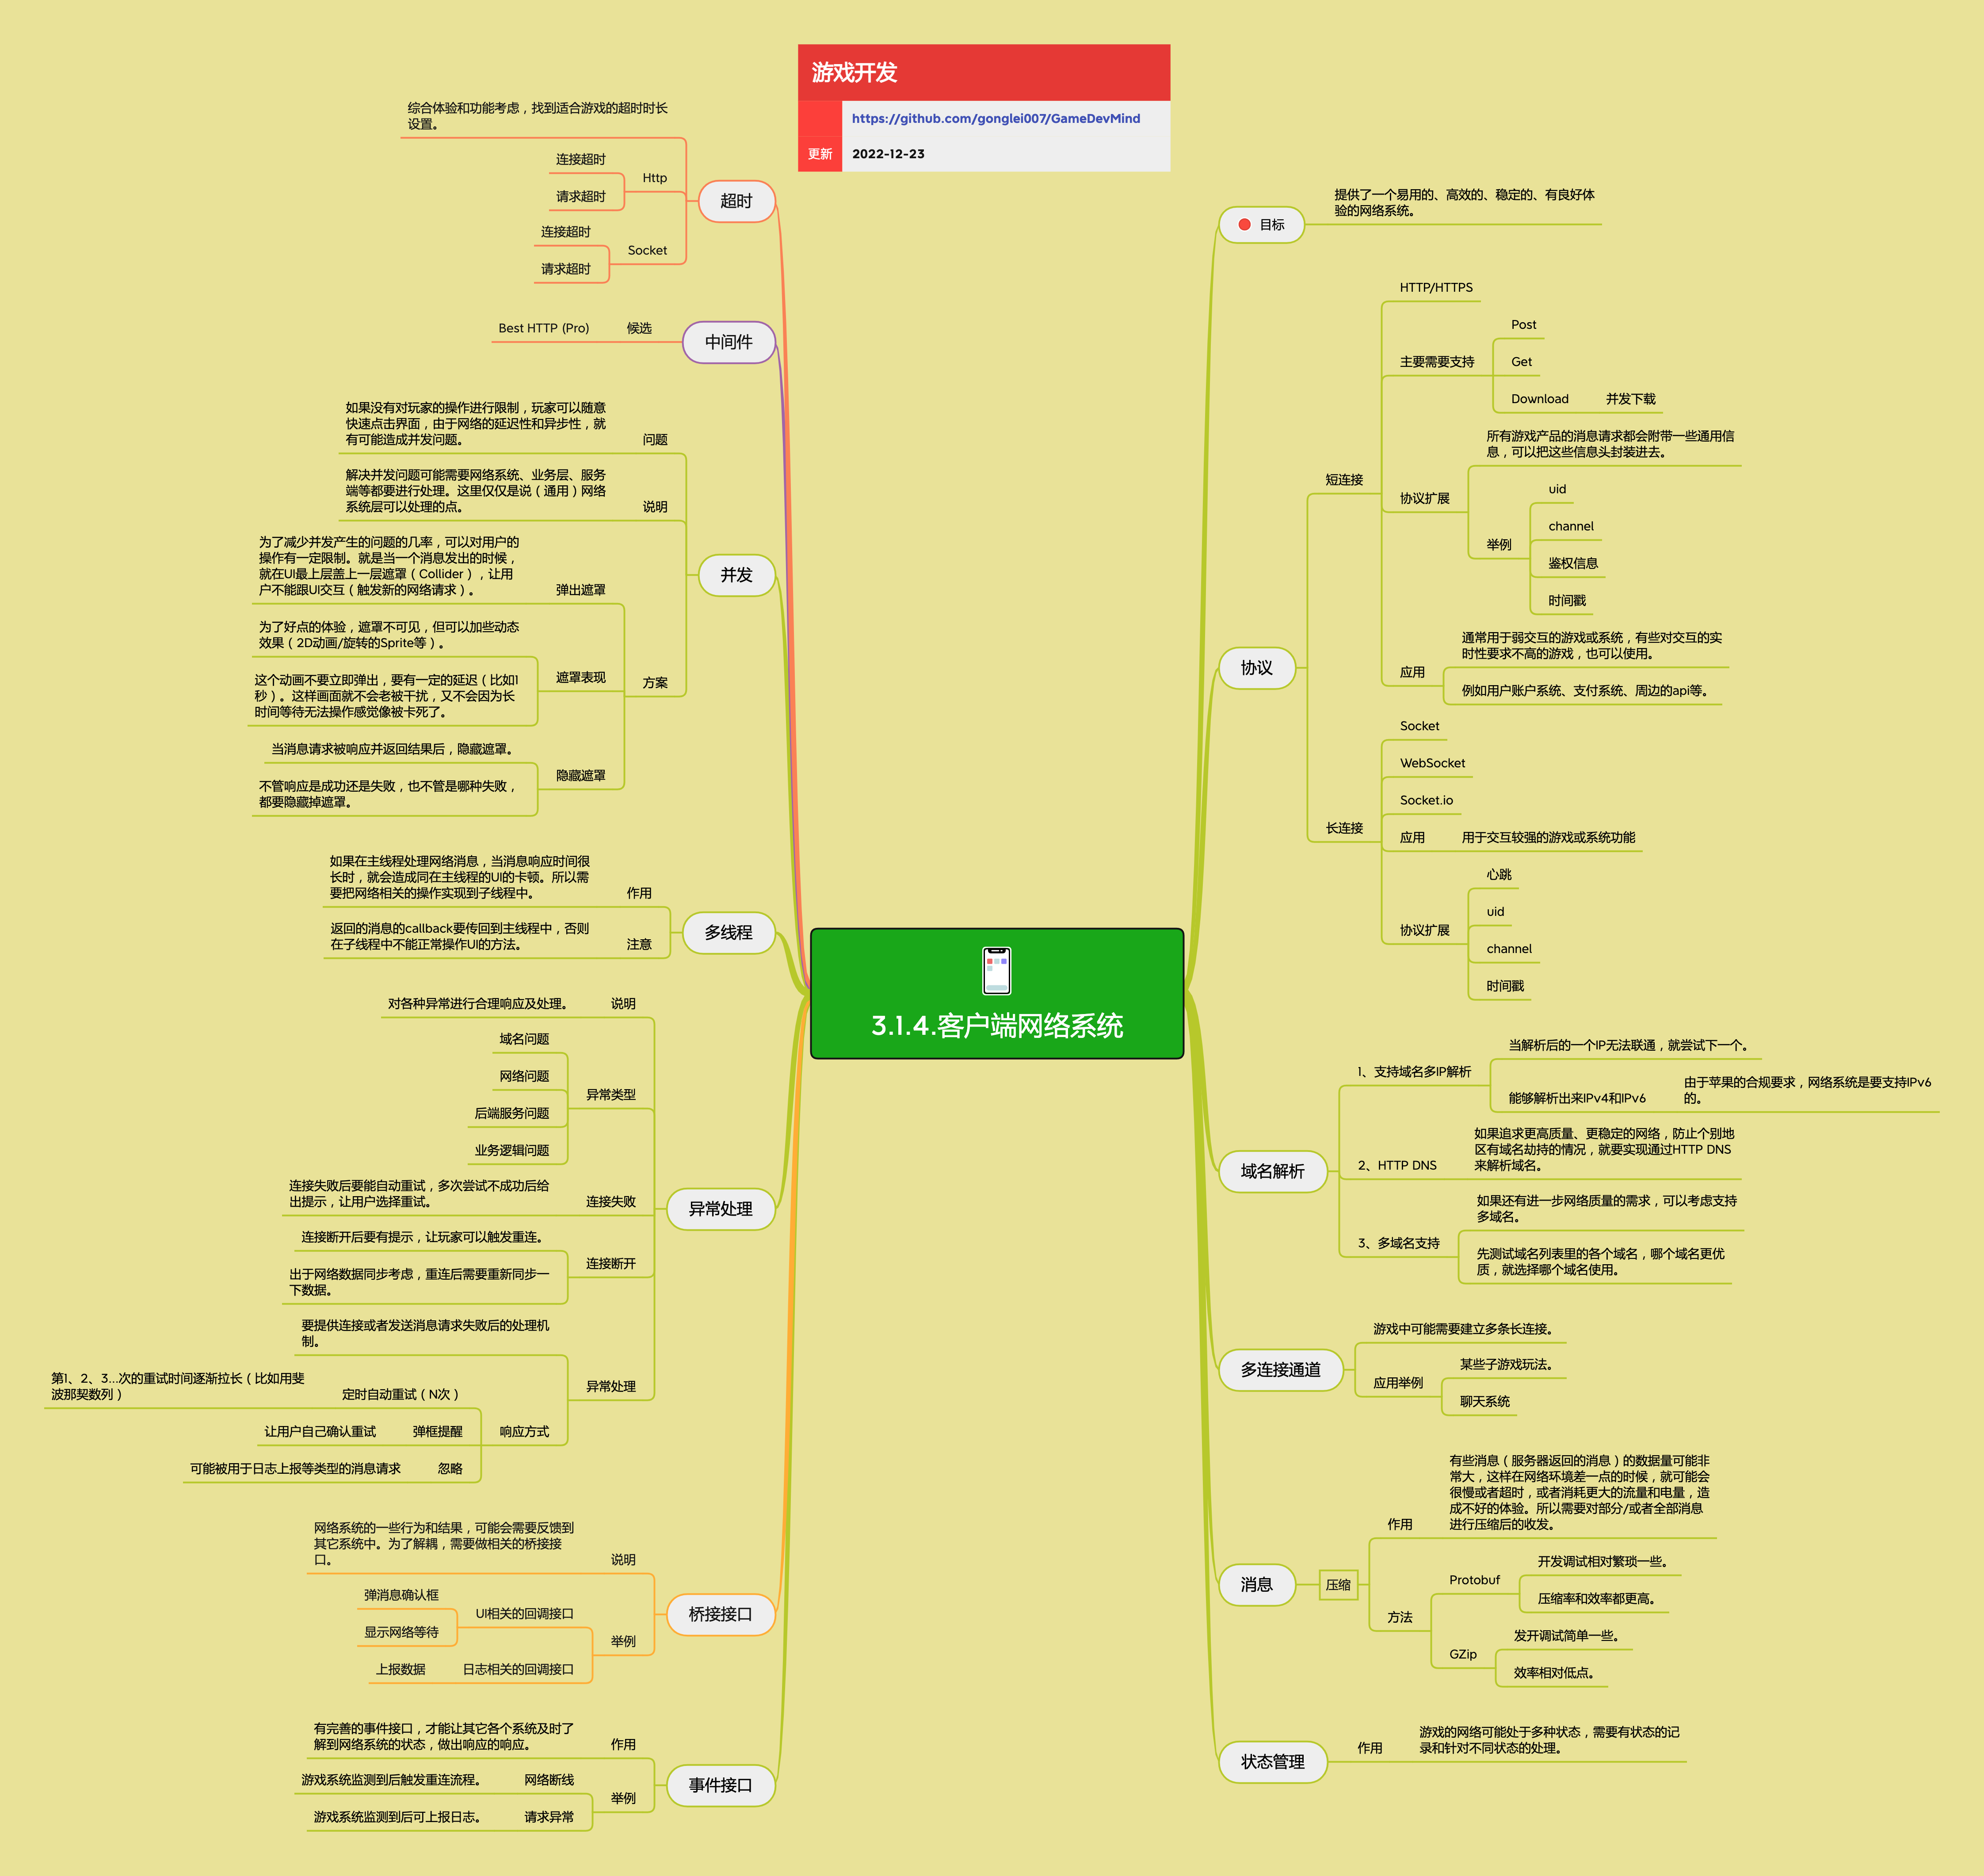 游戏开发
https://github.com/gonglei007/GameDevMind
更新
2022-12-23
3.1.4.客户端网络系统
目标
提供了一个易用的、高效的、稳定的、有良好体
验的网络系统。
协议
短连接
HTTP/HTTPS
主要需要支持
Post
Get
Download
并发下载
协议扩展
所有游戏产品的消息请求都会附带一些通用信
息，可以把这些信息头封装进去。
举例
uid
channel
鉴权信息
时间戳
应用
通常用于弱交互的游戏或系统，有些对交互的实
时性要求不高的游戏，也可以使用。
例如用户账户系统、支付系统、周边的api等。
长连接
Socket
WebSocket
Socket.io
应用
用于交互较强的游戏或系统功能
协议扩展
心跳
uid
channel
时间戳
域名解析
1、支持域名多IP解析
当解析后的一个IP无法联通，就尝试下一个。
能够解析出来IPv4和IPv6
由于苹果的合规要求，网络系统是要支持IPv6
的。
2、HTTP DNS
如果追求更高质量、更稳定的网络，防止个别地
区有域名劫持的情况，就要实现通过HTTP DNS
来解析域名。
3、多域名支持
如果还有进一步网络质量的需求，可以考虑支持
多域名。
先测试域名列表里的各个域名，哪个域名更优
质，就选择哪个域名使用。
多连接通道
游戏中可能需要建立多条长连接。
应用举例
某些子游戏玩法。
聊天系统
消息
压缩
作用
有些消息（服务器返回的消息）的数据量可能非
常大，这样在网络环境差一点的时候，就可能会
很慢或者超时，或者消耗更大的流量和电量，造
成不好的体验。所以需要对部分/或者全部消息
进行压缩后的收发。
方法
Protobuf
开发调试相对繁琐一些。
压缩率和效率都更高。
GZip
发开调试简单一些。
效率相对低点。
状态管理
作用
游戏的网络可能处于多种状态，需要有状态的记
录和针对不同状态的处理。
超时
综合体验和功能考虑，找到适合游戏的超时时长
设置。
Http
连接超时
请求超时
Socket
连接超时
请求超时
中间件
候选
Best HTTP (Pro)
并发
问题
如果没有对玩家的操作进行限制，玩家可以随意
快速点击界面，由于网络的延迟性和异步性，就
有可能造成并发问题。
说明
解决并发问题可能需要网络系统、业务层、服务
端等都要进行处理。这里仅仅是说（通用）网络
系统层可以处理的点。
方案
弹出遮罩
为了减少并发产生的问题的几率，可以对用户的
操作有一定限制。就是当一个消息发出的时候，
就在UI最上层盖上一层遮罩（Collider），让用
户不能跟UI交互（触发新的网络请求）。
遮罩表现
为了好点的体验，遮罩不可见，但可以加些动态
效果（2D动画/旋转的Sprite等）。
这个动画不要立即弹出，要有一定的延迟（比如1
秒）。这样画面就不会老被干扰，又不会因为长
时间等待无法操作感觉像被卡死了。
隐藏遮罩
当消息请求被响应并返回结果后，隐藏遮罩。
不管响应是成功还是失败，也不管是哪种失败，
都要隐藏掉遮罩。
多线程
作用
如果在主线程处理网络消息，当消息响应时间很
长时，就会造成同在主线程的UI的卡顿。所以需
要把网络相关的操作实现到子线程中。
注意
返回的消息的callback要传回到主线程中，否则
在子线程中不能正常操作UI的方法。
异常处理
说明
对各种异常进行合理响应及处理。
异常类型
域名问题
网络问题
后端服务问题
业务逻辑问题
连接失败
连接失败后要能自动重试，多次尝试不成功后给
出提示，让用户选择重试。
连接断开
连接断开后要有提示，让玩家可以触发重连。
出于网络数据同步考虑，重连后需要重新同步一
下数据。
异常处理
要提供连接或者发送消息请求失败后的处理机
制。
响应方式
定时自动重试（N次）
第1、2、3...次的重试时间逐渐拉长（比如用斐
波那契数列）
弹框提醒
让用户自己确认重试
忽略
可能被用于日志上报等类型的消息请求
桥接接口
说明
网络系统的一些行为和结果，可能会需要反馈到
其它系统中。为了解耦，需要做相关的桥接接
口。
举例
UI相关的回调接口
弹消息确认框
显示网络等待
日志相关的回调接口
上报数据
事件接口
作用
有完善的事件接口，才能让其它各个系统及时了
解到网络系统的状态，做出响应的响应。
举例
网络断线
游戏系统监测到后触发重连流程。
请求异常
游戏系统监测到后可上报日志。